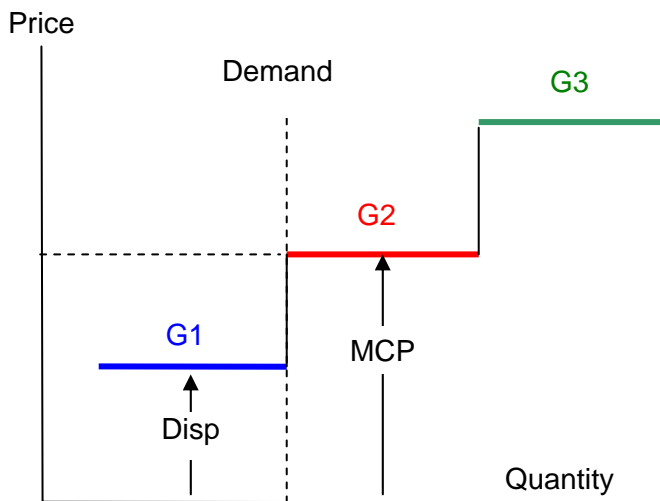 Price
Demand
G3
G2
G1
MCP
Disp
Quantity